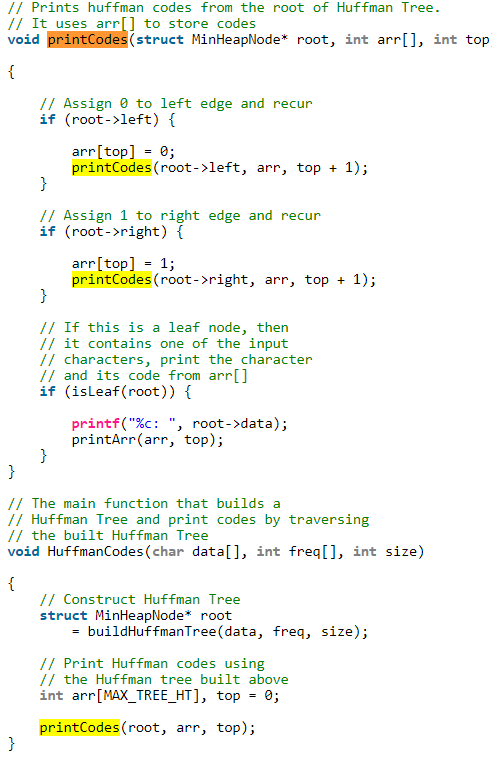 // Prints huffman codes from the root of Huffman Tree.
// It uses arr[] to store codes
void printCodes(struct MinHeapNode* root, int arr[], int top
{
// Assign 0 to left edge and recur
if (root->left) {
arr[top] = 0;
printCodes(root->left, arr, top + 1);
}
// Assign 1 to right edge and recur
if (root->right) {
arr[top] = 1;
printCodes(root->right, arr, top + 1);
}
// If this is a leaf node, then
// it contains one of the input
// characters, print the character
// and its code from arr[]
if (isLeaf(root)) {
printf("%c: ", root->data);
printArr(arr, top);
}
}
// The main function that builds a
// Huffman Tree and print codes by traversing
// the built Huffman Tree
void HuffmanCodes(char data[], int freq[], int size)
{
// Construct Huffman Tree
struct MinHeapNode* root
= buildHuffmanTree(data, freq, size);
// Print Huffman codes using
// the Huffman tree built above
int arr[MAX_TREE_HT], top = 0;
printCodes(root, arr, top);
}